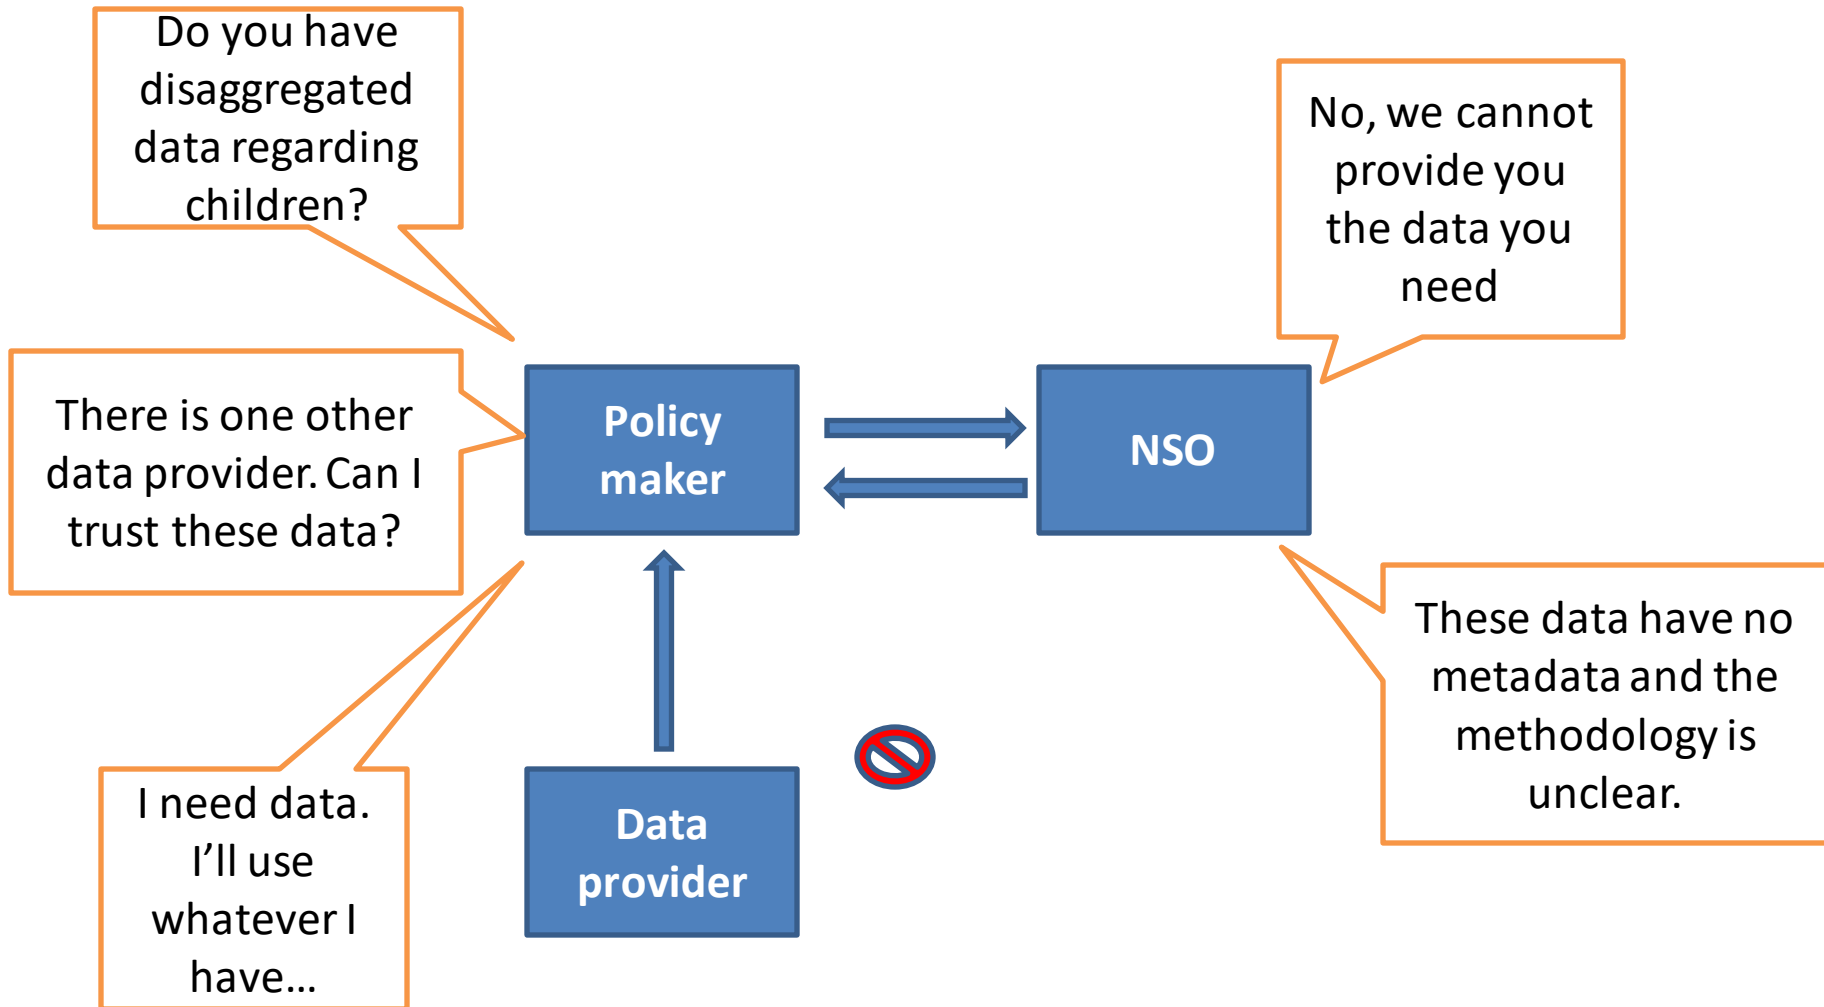 Do you have
disaggregated
data regarding
children?
No, we cannot
provide you
the data you
need
There is one other
data provider. Can I
trust these data?
Policy
maker
NSO
These data have no
metadata and the
methodology is
unclear.
I need data.
I’ll use
whatever I
have…
Data
provider